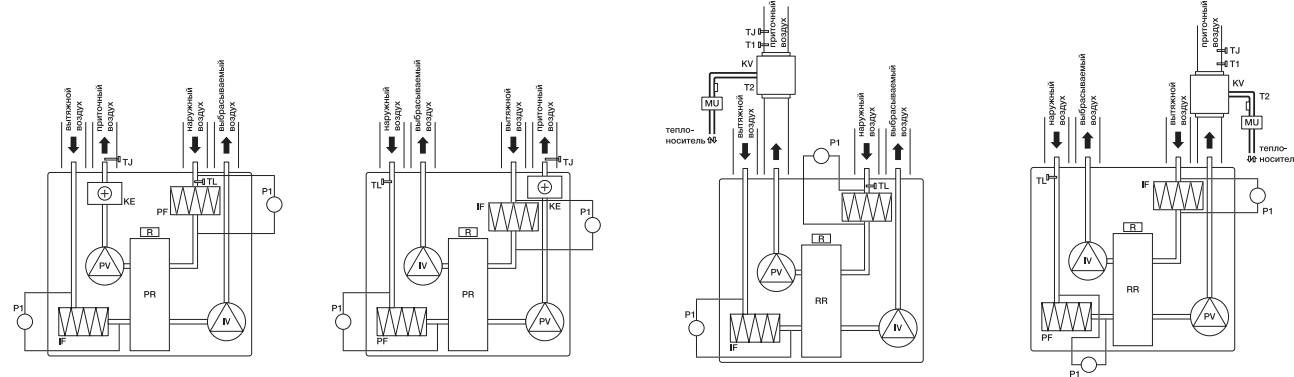 вытяжной
воздух
приточный
воздух
наружный
воздух
выбрасываемый
воздух
TJ
TL
P1
KE
PF
R
PV
PR
IV
P1
IF
наружный
воздух
выбрасываемый
воздух
вытяжной
воздух
приточный
воздух
TJ
TL
KE
IF
P1
R
IV
PR
P1
PV
PF
приточный
воздух
TJ
T1
KV
T2
MU
тепло-
носитель
вытяжной
воздух
наружный
воздух
выбрасываемый
воздух
P1
TL
R
PV
RR
P1
IV
IF
приточный
воздух
TJ
T1
KV
T2
MU
тепло-
носитель
наружный
воздух
выбрасываемый
воздух
вытяжной
воздух
TL
IF
P1
R
IV
RR
PV
PF
P1